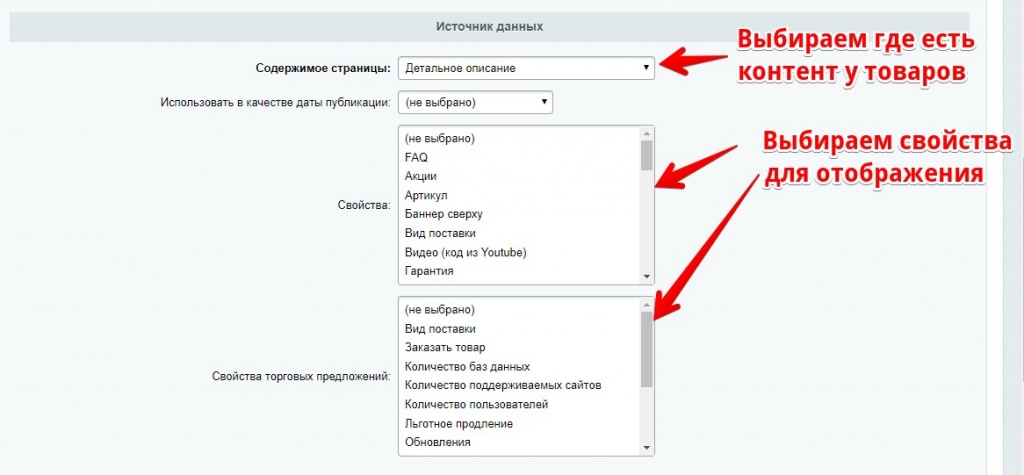 Источник данных
Выбираем где есть
контент у товаров
Содержимое страницы: Детальное описание
Использовать в качестве даты публикации: (не выбрано)
Выбираем свойства
для отображения
Свойства:
(не выбрано)
FAQ
Акции
Артикул
Баннер сверху
Вид поставки
Видео (код из Youtube)
Гарантия
Свойства торговых предложений:
(не выбрано)
Вид поставки
Заказать товар
Количество баз данных
Количество поддерживаемых сайтов
Количество пользователей
Льготное продление
Обновления